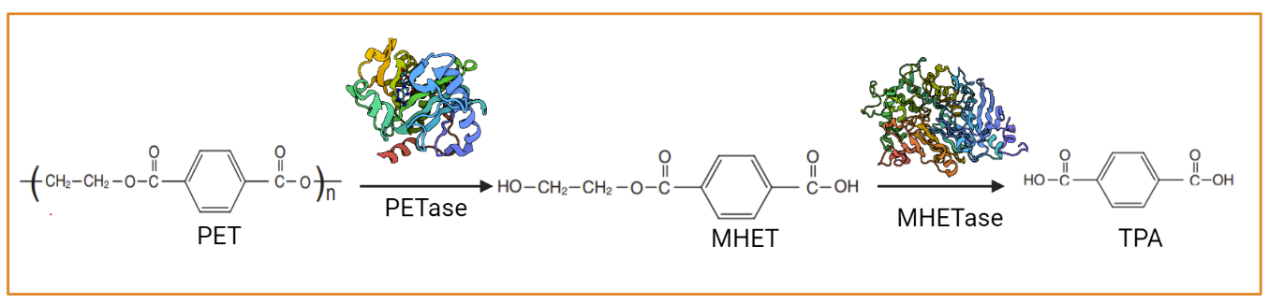 (CH₂-CH₂-O-C(=O)-C-O)n
O O
PETase
PET
HO-CH₂-CH₂-O-C
O O
C-OH
MHET
MHETase
HO-C
O O
C-OH
TPA